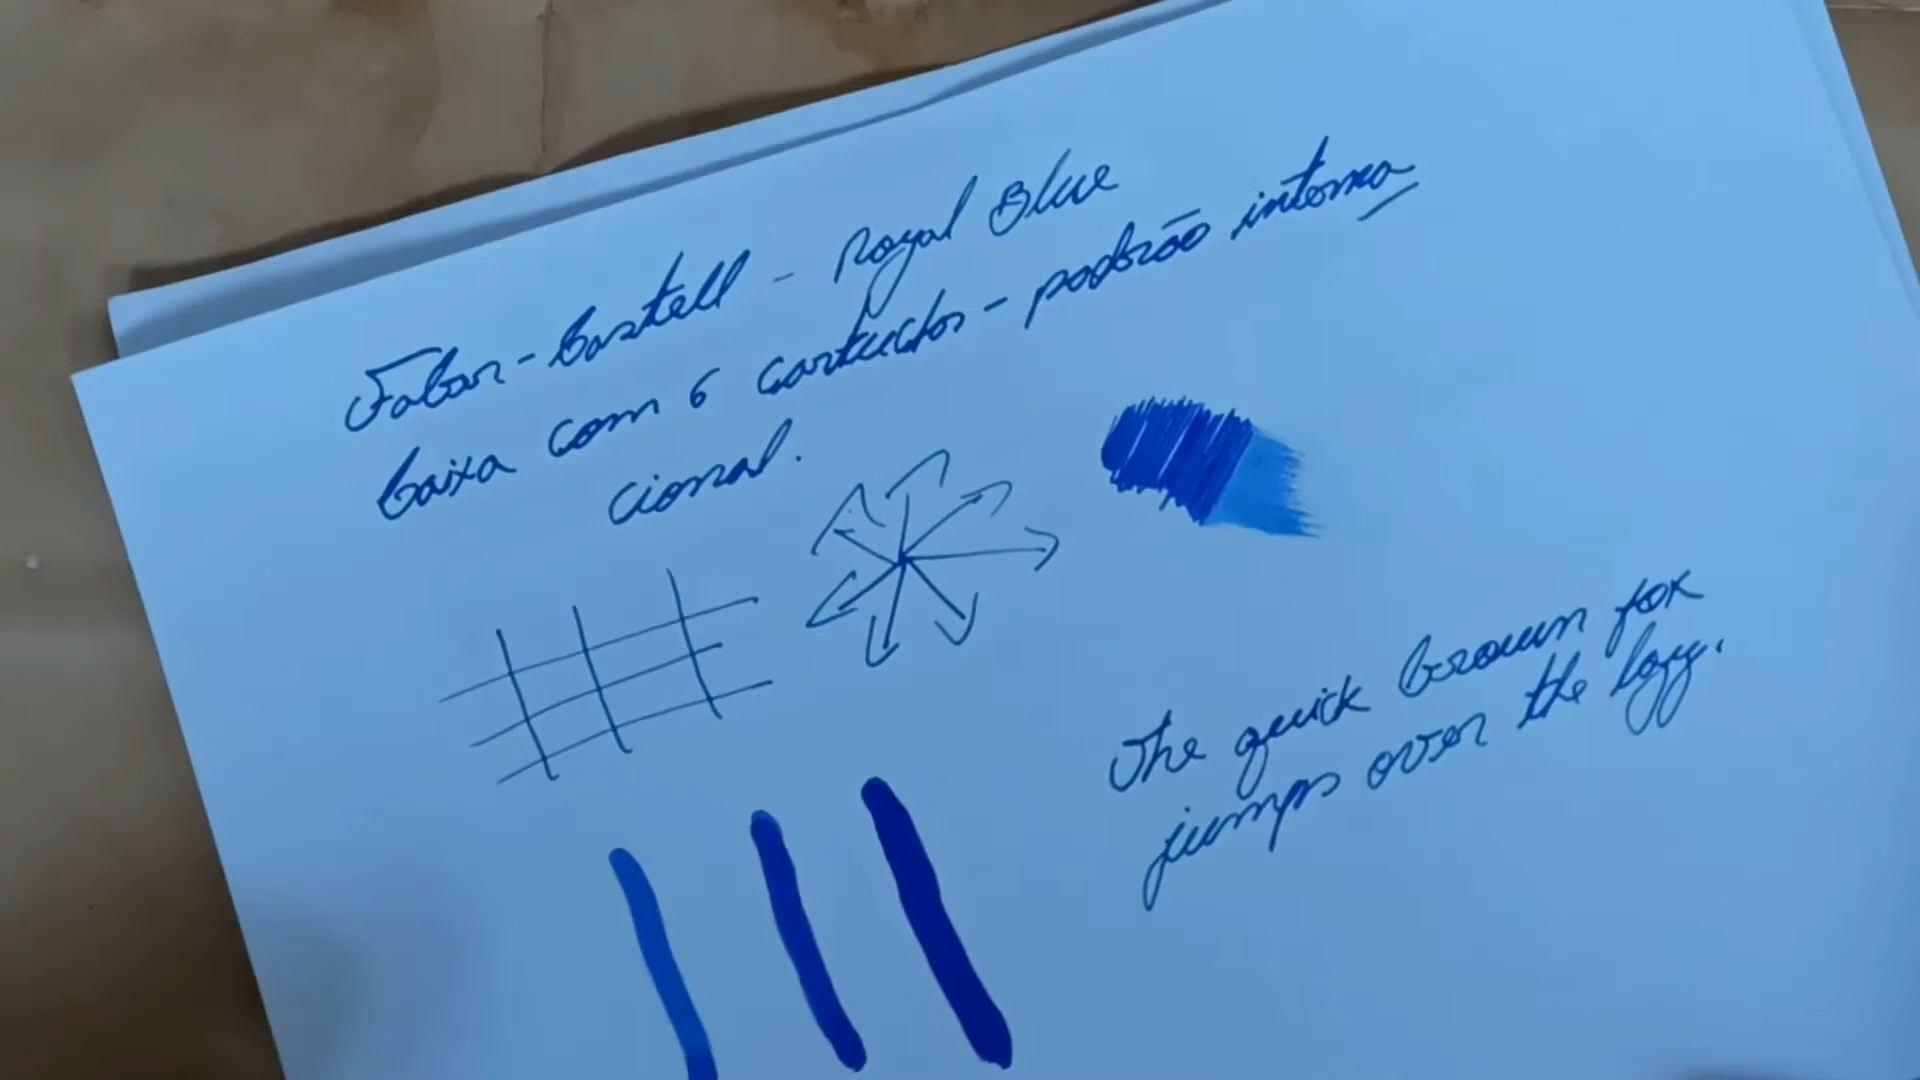 Faber-Castell - Royal Blue
Caixa com 6 cartuchos - padrão interna
cional.
The quick brown fox
jumps over the lazy.